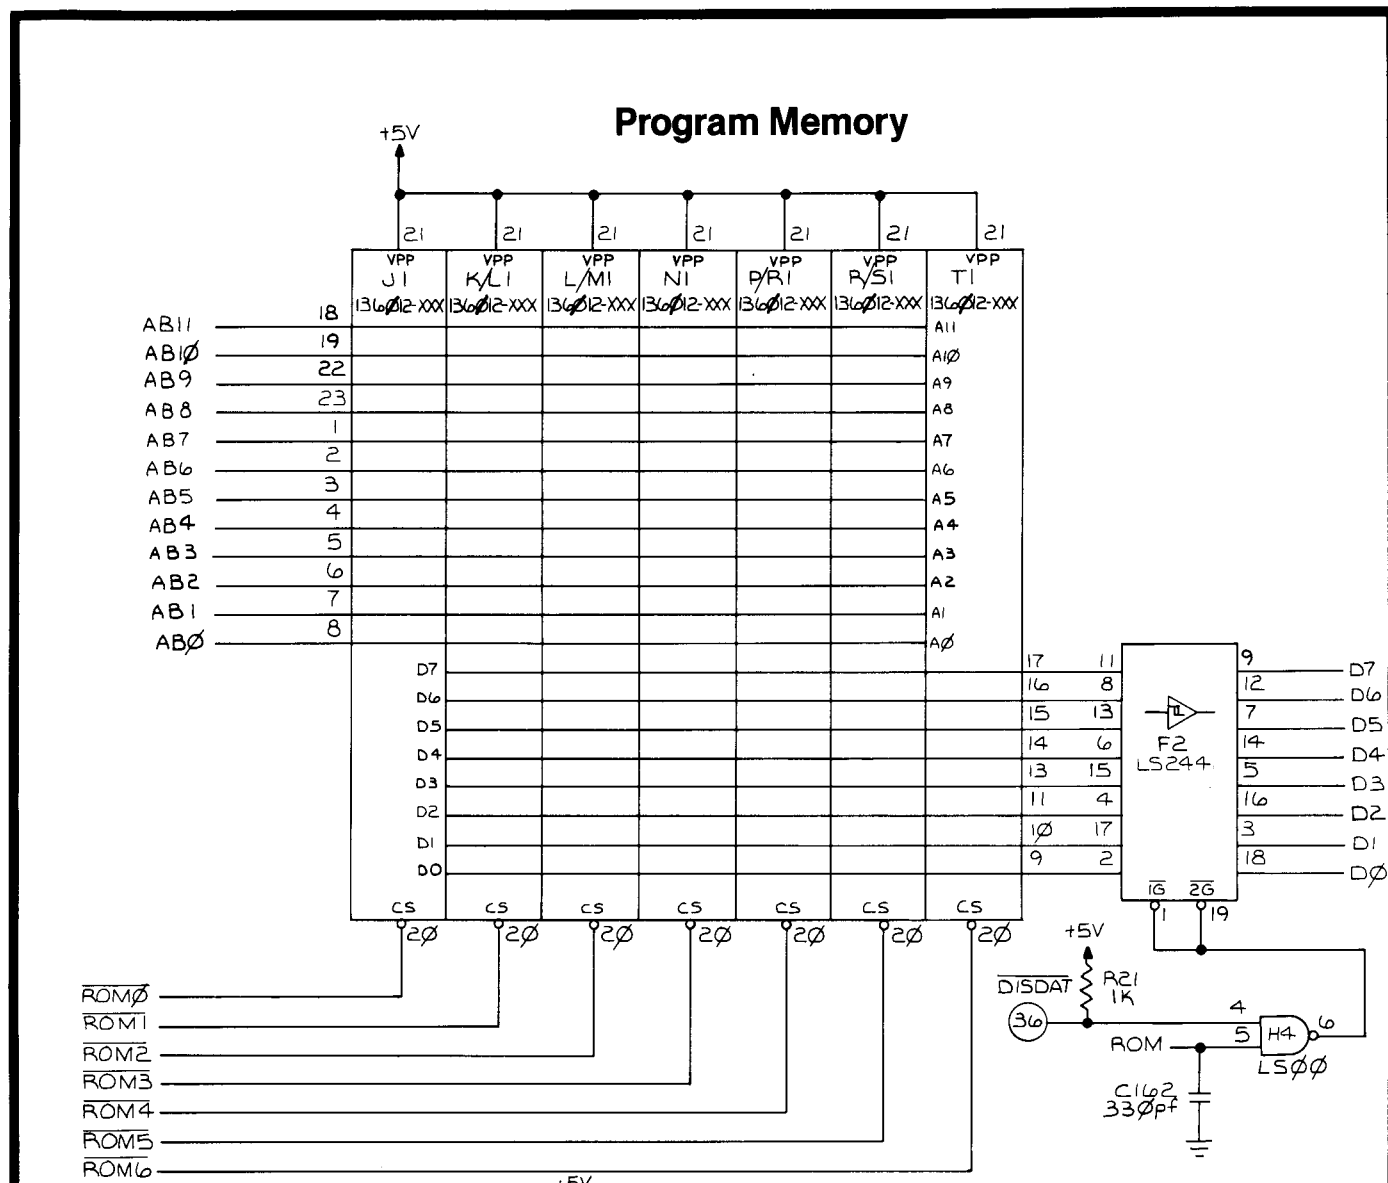 Program Memory
+5V
21 21 21 21 21 21 21
VPP VPP VPP VPP VPP VPP VPP
J1 K/L1 L/M1 N1 P/R1 R/S1 T1
136Ø12-XXX 136Ø12-XXX 136Ø12-XXX 136Ø12-XXX 136Ø12-XXX 136Ø12-XXX 136Ø12-XXX
AB11 18 A11
AB1Ø 19 A1Ø
AB9 22 A9
AB8 23 A8
AB7 1 A7
AB6 2 A6
AB5 3 A5
AB4 4 A4
AB3 5 A3
AB2 6 A2
AB1 7 A1
ABØ 8 AØ
D7 17 11 9 D7
D6 16 8 12 D6
D5 15 13 7 D5
D4 14 6 14 D4
D3 13 15 5 D3
D2 11 4 16 D2
D1 1Ø 17 3 D1
D0 9 2 18 DØ
F2
LS244
1G 2G
1 19
CS CS CS CS CS CS CS
2Ø 2Ø 2Ø 2Ø 2Ø 2Ø 2Ø
+5V
R21
1K
DISDAT
36
4
5
H4
6
LSØØ
ROM
C162
33Øpf
ROMØ
ROM1
ROM2
ROM3
ROM4
ROM5
ROM6
+5V